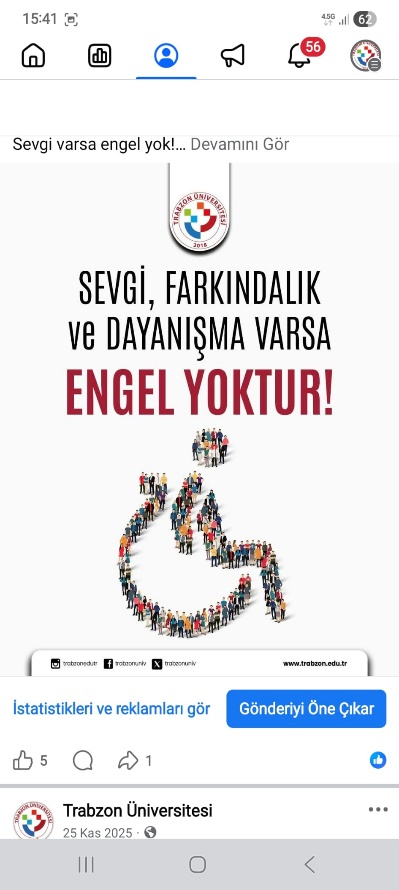 15:41
4.5G
62
56
Sevgi varsa engel yok!... Devamını Gör
TRABZON ÜNİVERSİTESİ
2018
SEVGİ, FARKINDALIK
ve DAYANIŞMA VARSA
ENGEL YOKTUR!
trabzonedutr trabzonuniv trabzonuniv www.trabzon.edu.tr
İstatistikleri ve reklamları gör
Gönderiyi Öne Çıkar
5
1
Trabzon Üniversitesi
25 Kas 2025 ·